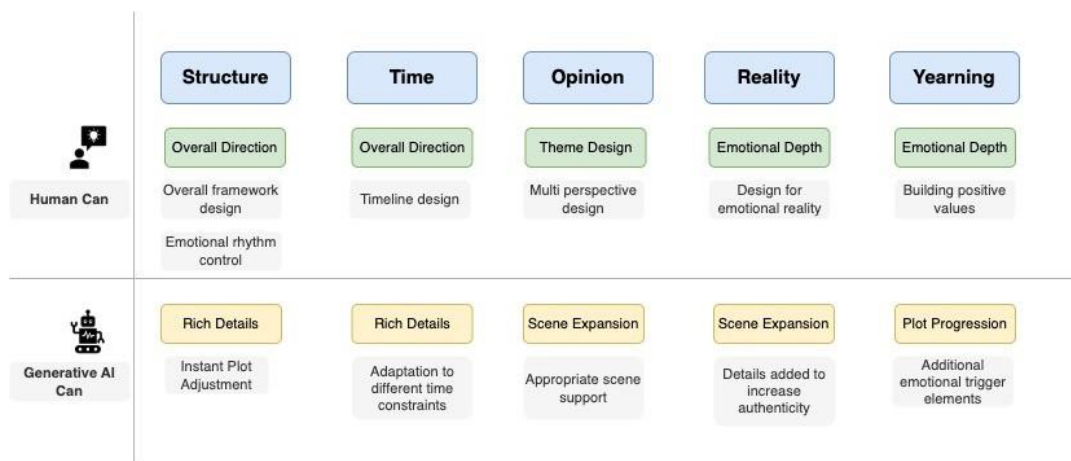 Structure
Time
Opinion
Reality
Yearning
Human Can
Overall Direction
Overall Direction
Theme Design
Emotional Depth
Emotional Depth
Overall framework
design
Timeline design
Multi perspective
design
Design for
emotional reality
Building positive
values
Emotional rhythm
control
Generative AI
Can
Rich Details
Rich Details
Scene Expansion
Scene Expansion
Plot Progression
Instant Plot
Adjustment
Adaptation to
different time
constraints
Appropriate scene
support
Details added to
increase
authenticity
Additional
emotional trigger
elements